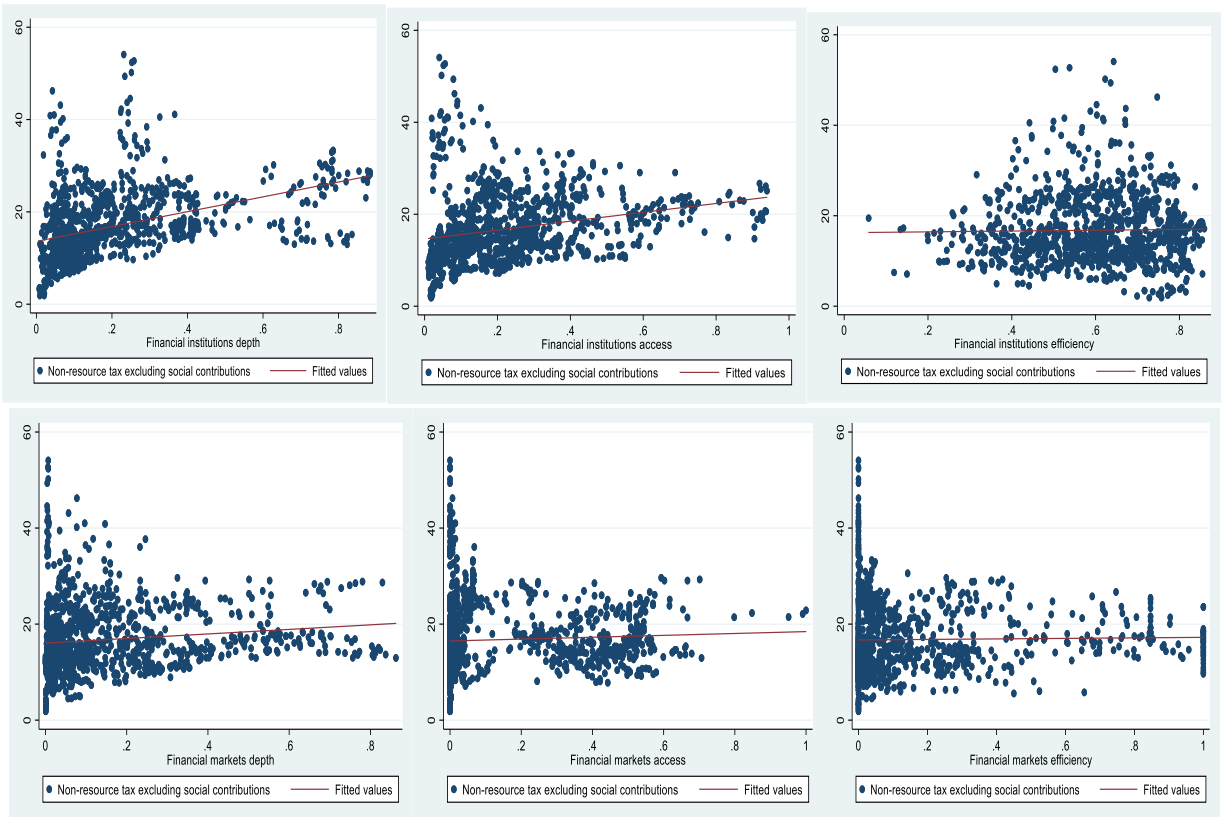 60
40
20
0
0 .2 .4 .6 .8
Financial institutions depth
Non-resource tax excluding social contributions Fitted values
60
40
20
0
0 .2 .4 .6 .8 1
Financial institutions access
Non-resource tax excluding social contributions Fitted values
60
40
20
0
0 .2 .4 .6 .8
Financial institutions efficiency
Non-resource tax excluding social contributions Fitted values
60
40
20
0
0 .2 .4 .6 .8
Financial markets depth
Non-resource tax excluding social contributions Fitted values
60
40
20
0
0 .2 .4 .6 .8 1
Financial markets access
Non-resource tax excluding social contributions Fitted values
60
40
20
0
0 .2 .4 .6 .8 1
Financial markets efficiency
Non-resource tax excluding social contributions Fitted values